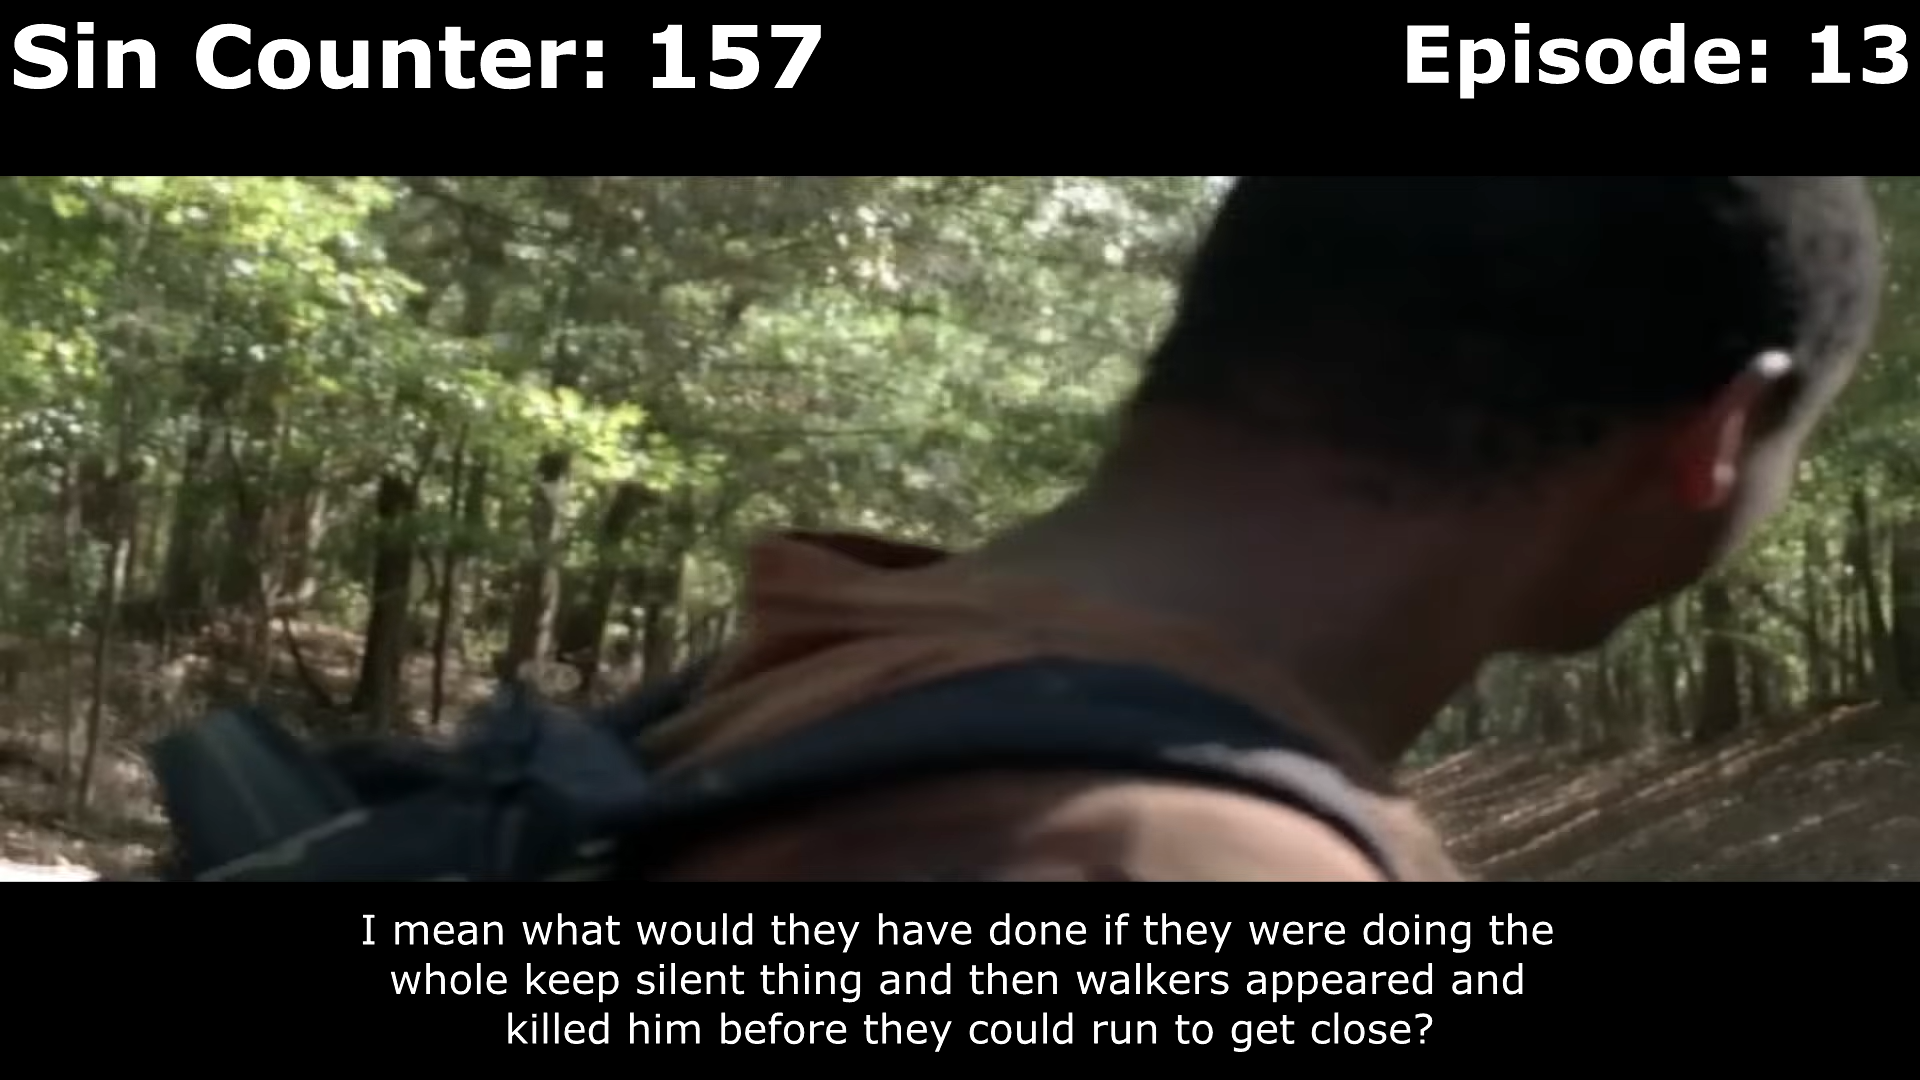 Sin Counter: 157
Episode: 13
I mean what would they have done if they were doing the
whole keep silent thing and then walkers appeared and
killed him before they could run to get close?